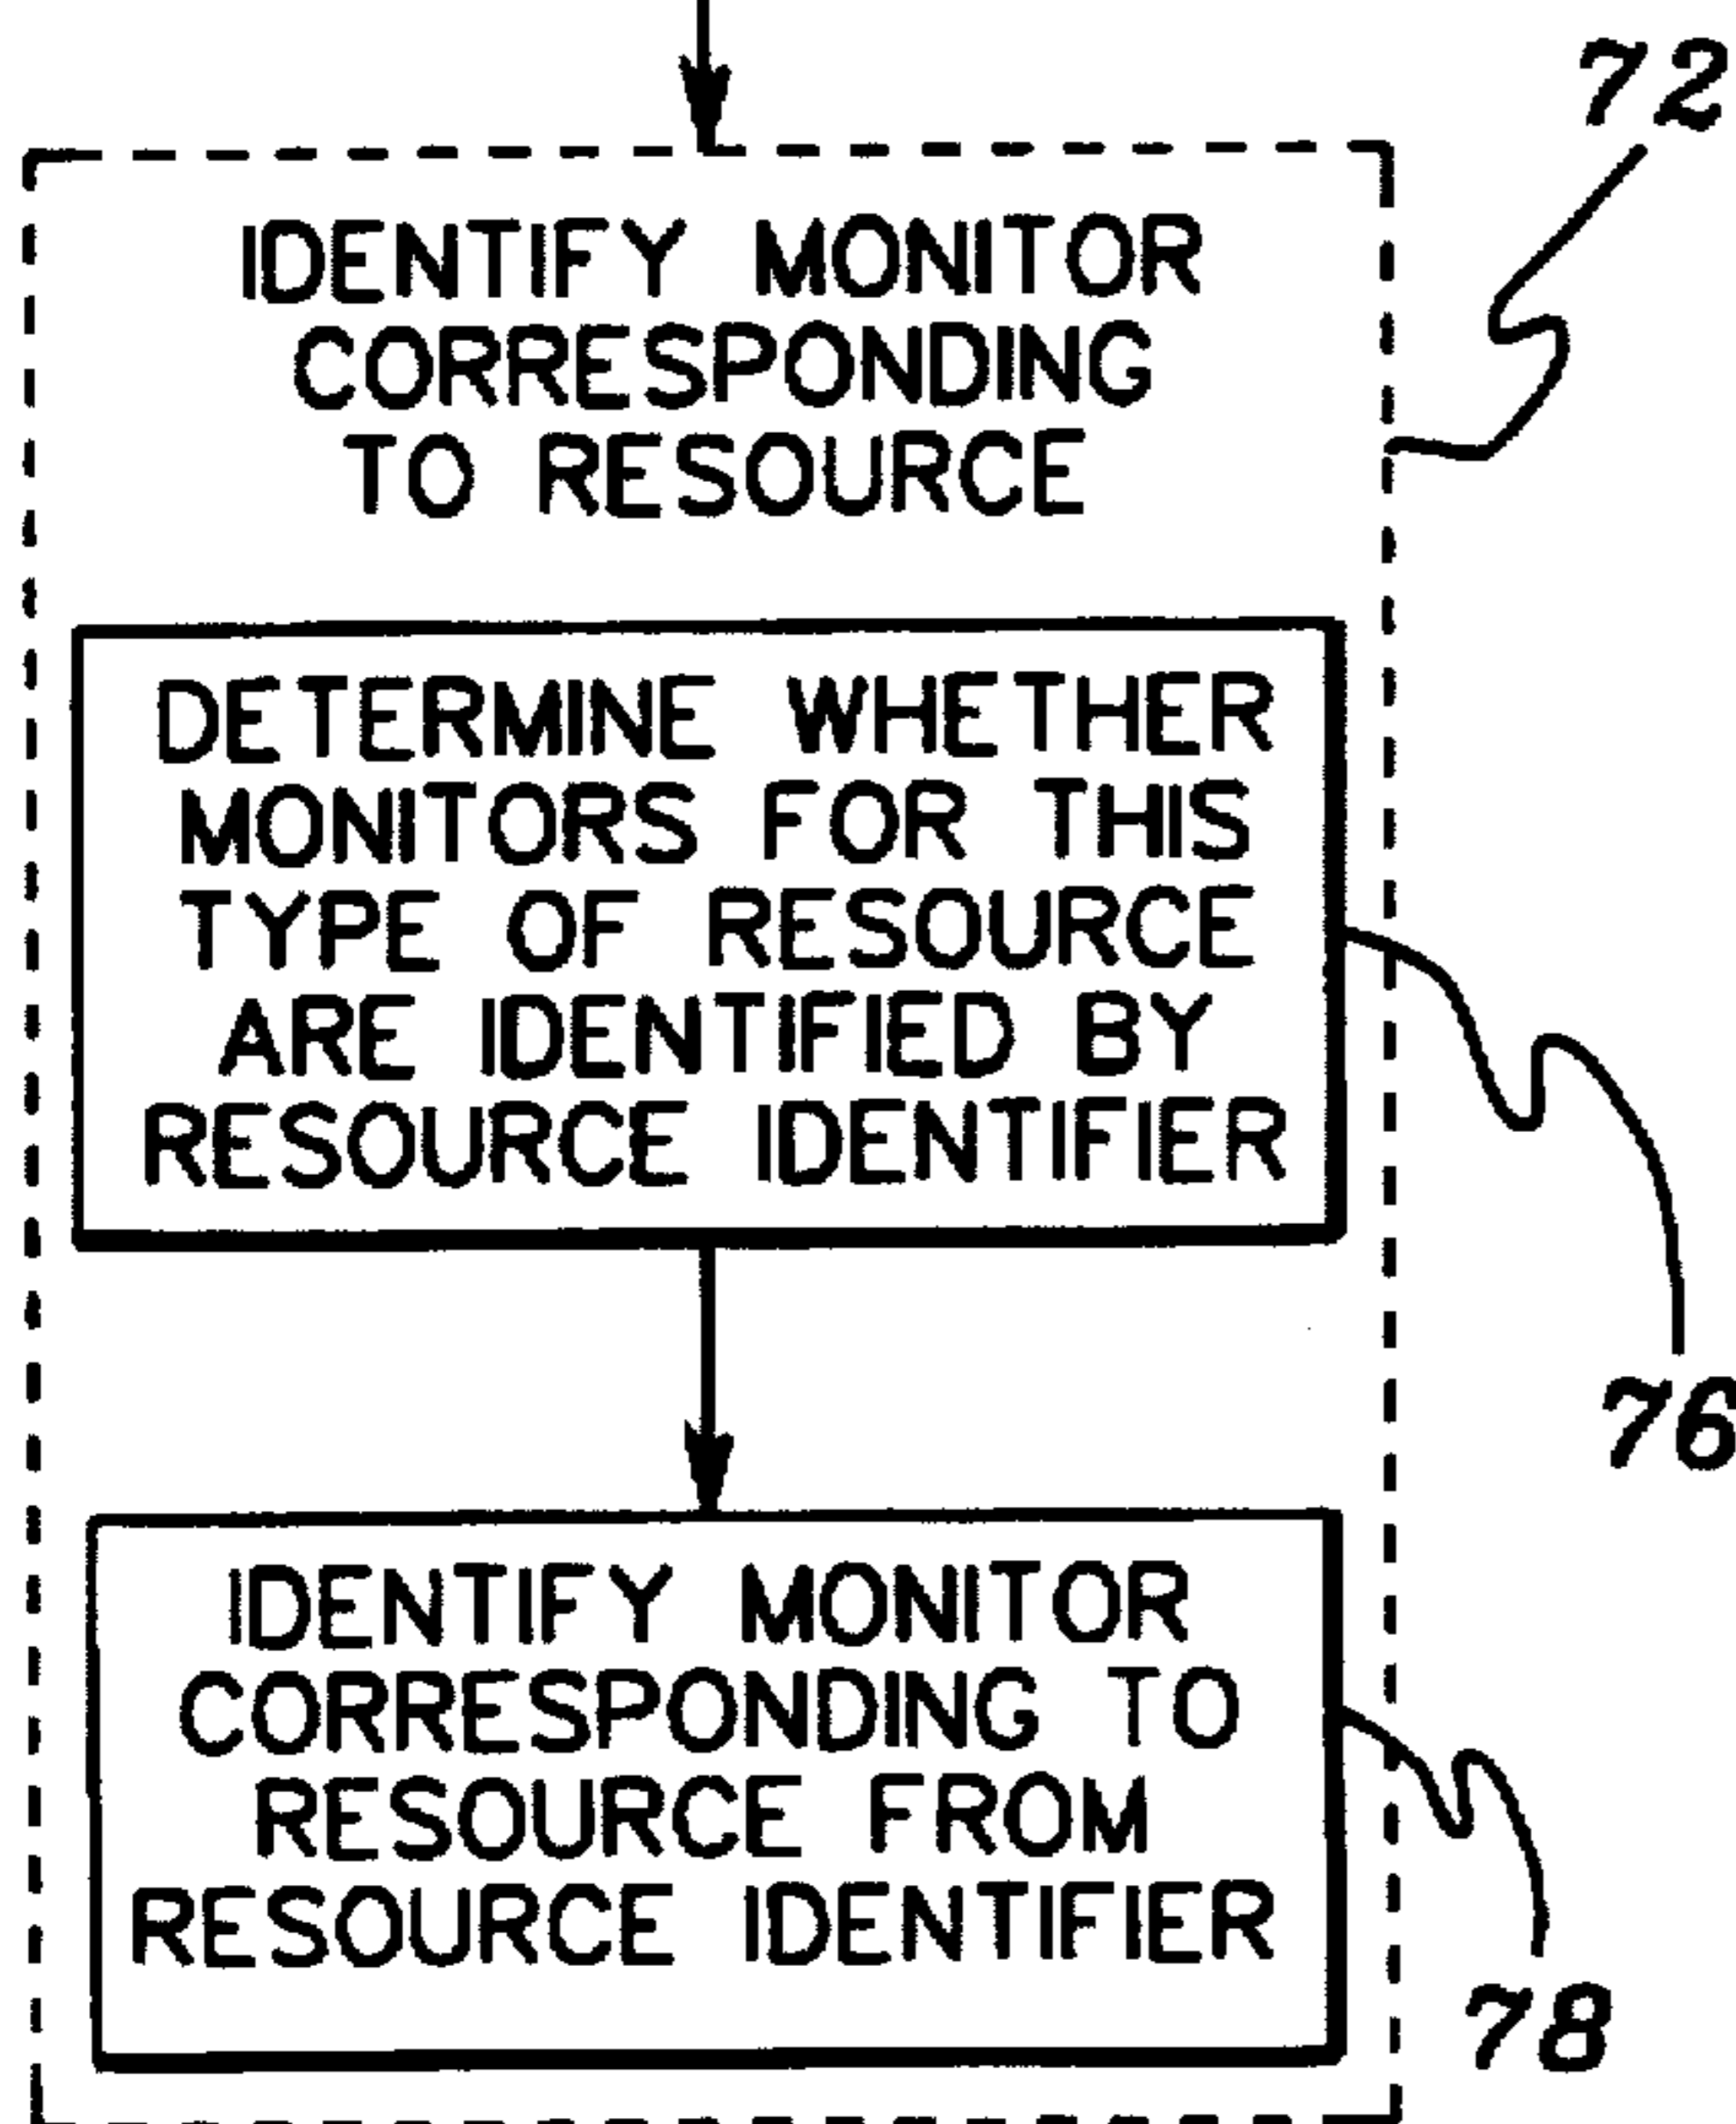 72
IDENTIFY MONITOR
CORRESPONDING
TO RESOURCE
DETERMINE WHETHER
MONITORS FOR THIS
TYPE OF RESOURCE
ARE IDENTIFIED BY
RESOURCE IDENTIFIER
76
IDENTIFY MONITOR
CORRESPONDING TO
RESOURCE FROM
RESOURCE IDENTIFIER
78